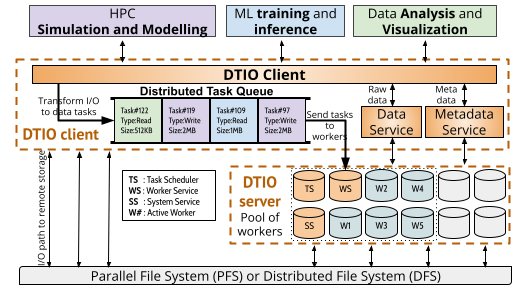 HPC
Simulation and Modelling
ML training and
inference
Data Analysis and
Visualization
DTIO Client
Distributed Task Queue
Transform I/O
to data tasks
DTIO client
Task#122
Type:Read
Size:512KB
Task#119
Type:Write
Size:2MB
Task#109
Type:Read
Size:1MB
Task#97
Type:Write
Size:2MB
Send tasks
to
workers
Raw
data
Meta
data
Data
Service
Metadata
Service
I/O path to remote storage
TS : Task Scheduler
WS : Worker Service
SS : System Service
W# : Active Worker
DTIO
server
Pool of
workers
TS
WS
W2
W4
SS
W1
W3
W5
Parallel File System (PFS) or Distributed File System (DFS)